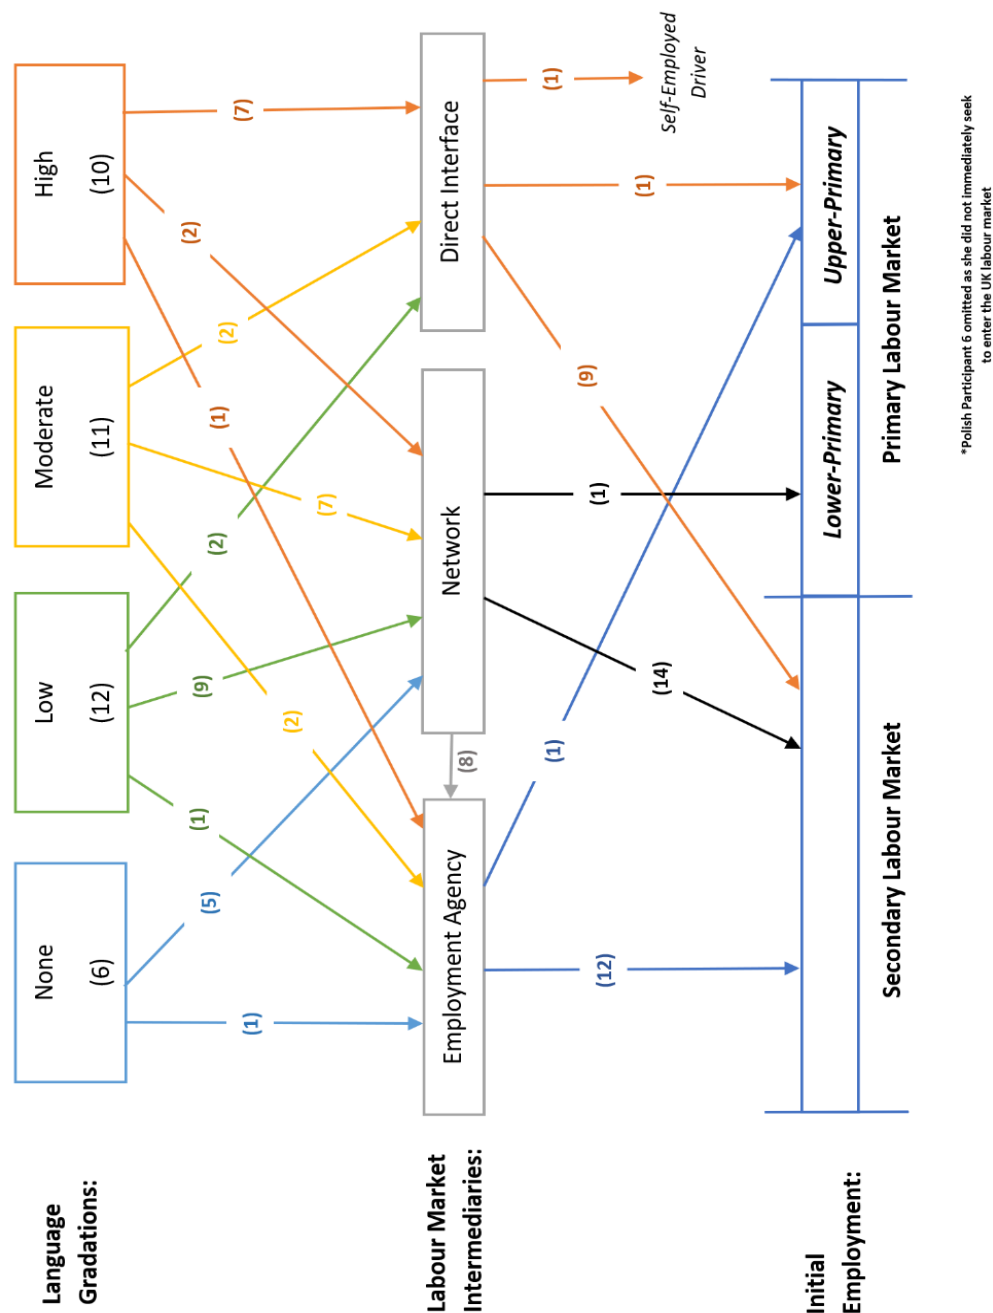 Language
Gradations:
None
(6)
Low
(12)
Moderate
(11)
High
(10)
(1)
(5)
(1)
(9)
(2)
(2)
(7)
(2)
(1)
(2)
(7)
Labour Market
Intermediaries:
Employment Agency
(8)
Network
Direct Interface
(12)
(1)
(14)
(1)
(9)
(1)
(1)
Self-Employed
Driver
Initial
Employment:
Lower-Primary
Upper-Primary
Secondary Labour Market
Primary Labour Market
*Polish Participant 6 omitted as she did not immediately seek
to enter the UK labour market